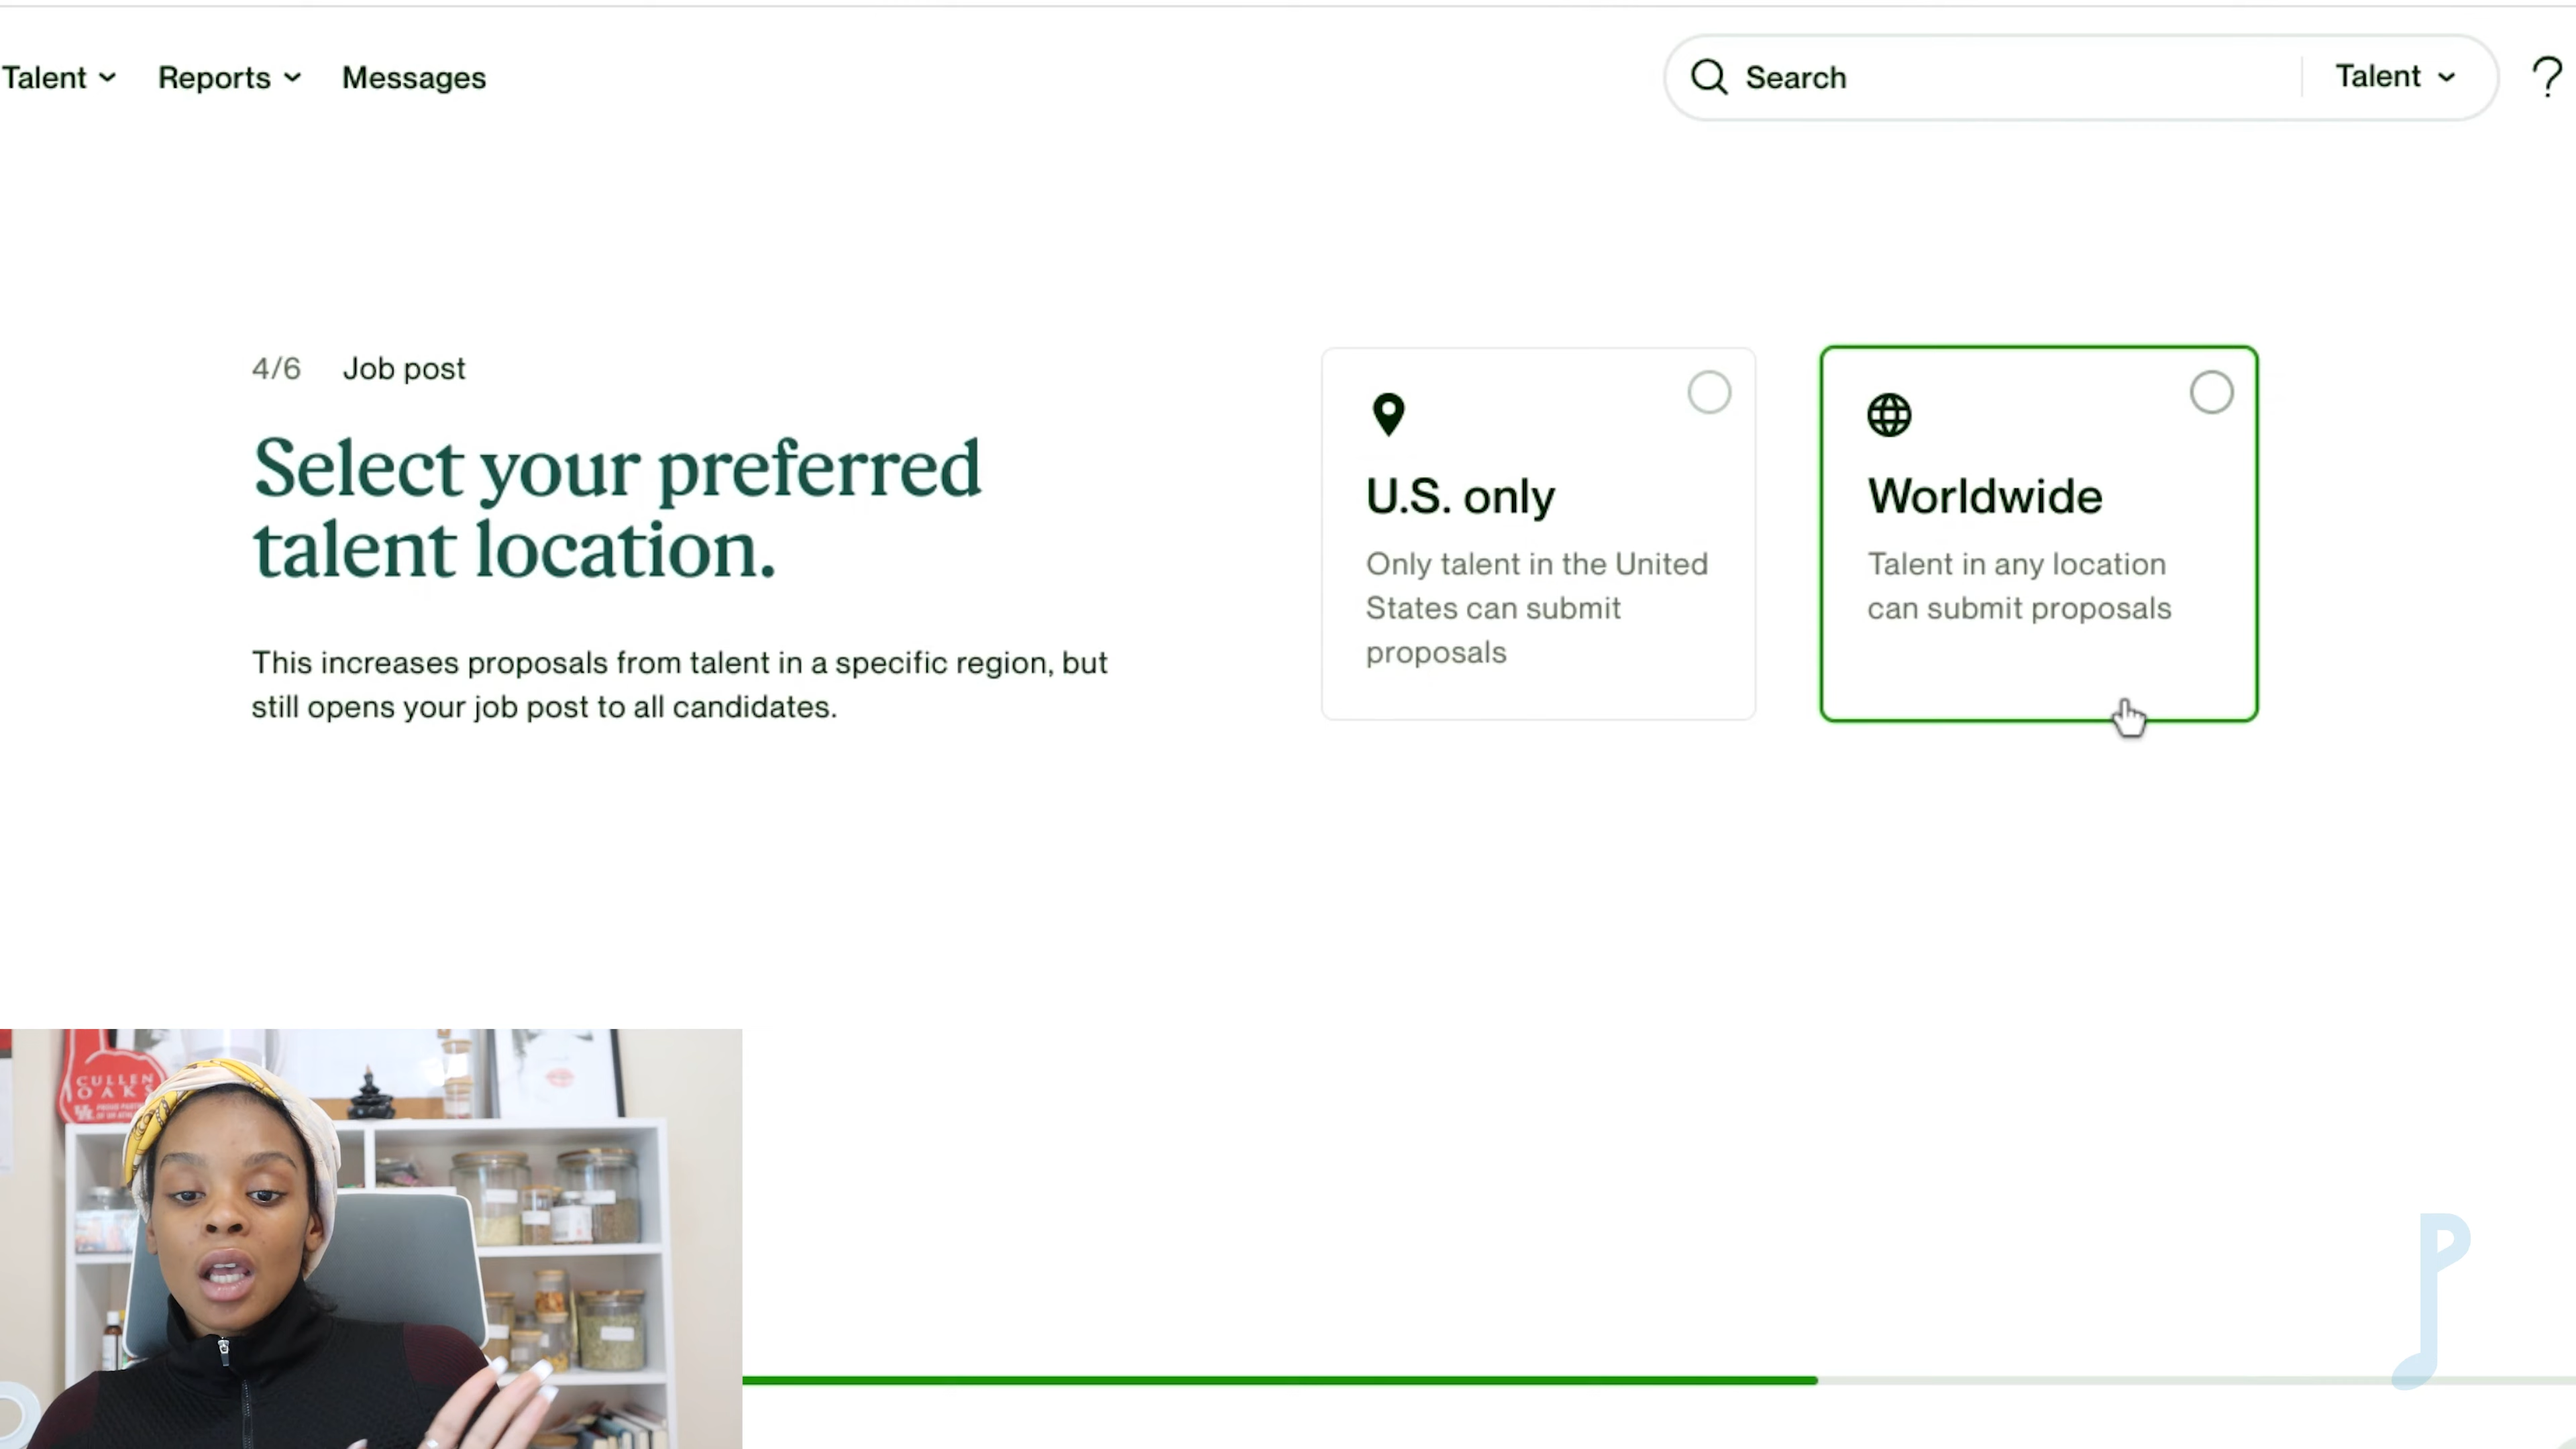 Talent
Reports
Messages
Search
Talent
4/6 Job post
Select your preferred
talent location.
This increases proposals from talent in a specific region, but
still opens your job post to all candidates.
U.S. only
Only talent in the United
States can submit
proposals
Worldwide
Talent in any location
can submit proposals
CULLEN
OAKS